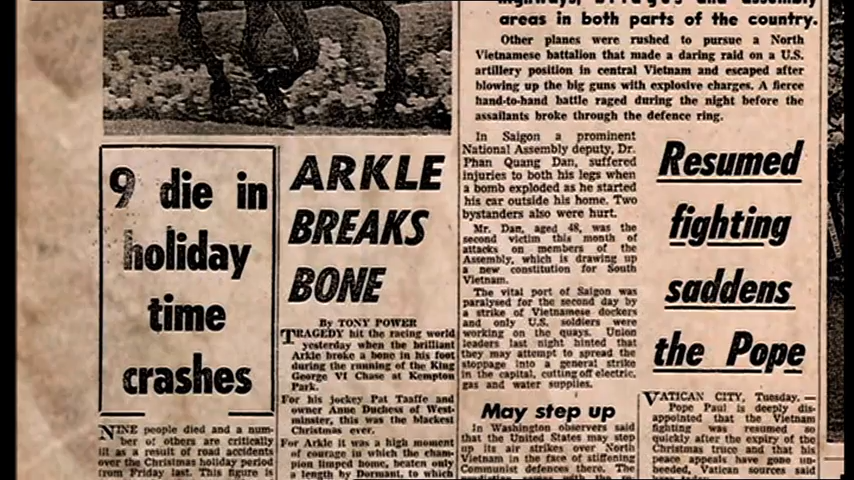 areas in both parts of the country.
Other planes were rushed to pursue a North
Vietnamese battalion that made a daring raid on a U.S.
artillery position in central Vietnam and escaped after
blowing up the big guns with explosive charges. A fierce
hand-to-hand battle raged during the night before the
assailants broke through the defence ring.
9 die in
holiday
time
crashes
NINE people died and a num-
ber of others are critically
ill as a result of road accidents
over the Christmas holiday period
from Friday last. This figure is
ARKLE
BREAKS
BONE
By TONY POWER
TRAGEDY hit the racing world
yesterday when the brilliant
Arkle broke a bone in his foot
during the running of the King
George VI Chase at Kempton
Park.
For his jockey Pat Taaffe and
owner Anne Duchess of West-
minster, this was the blackest
Christmas ever.
For Arkle it was a high moment
of courage in which the cham-
pion limped home, beaten only
a length by Dormant, to which
In Saigon a prominent
National Assembly deputy, Dr.
Phan Quang Dan, suffered
injuries to both his legs when
a bomb exploded as he started
his car outside his home. Two
bystanders also were hurt.
Mr. Dan, aged 48, was the
second victim this month of
attacks on members of the
Assembly, which is drawing up
a new constitution for South
Vietnam.
The vital port of Saigon was
paralysed for the second day by
a strike of Vietnamese dockers
and only U.S. soldiers were
working on the quays. Union
leaders last night hinted that
they may attempt to spread the
stoppage into a general strike
in the capital, cutting off electric,
gas and water supplies.
May step up
In Washington observers said
that the United States may step
up its air strikes over North
Vietnam in the face of stiffening
Communist defences there. The
Resumed
fighting
saddens
the Pope
VATICAN CITY, Tuesday, —
Pope Paul is deeply dis-
appointed that the Vietnam
fighting was resumed so
quickly after the expiry of the
Christmas truce and that his
peace appeals have gone un-
heeded, Vatican sources said